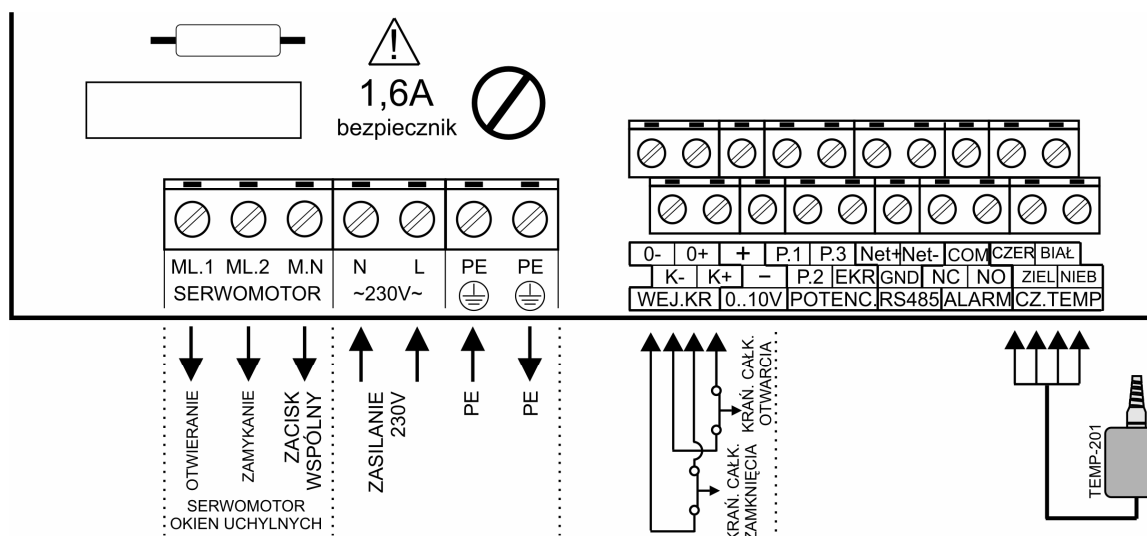 1,6A
bezpiecznik
ML.1 ML.2 M.N N L PE PE
SERWOMOTOR ~230V~
0- 0+ + P.1 P.3 Net+ Net- COM CZER BIAŁ
K- K+ – P.2 EKR GND NC NO ZIEL NIEB
WEJ.KR 0..10V POTENC. RS485 ALARM CZ.TEMP
OTWIERANIE
ZAMYKANIE
ZACISK
WSPÓLNY
ZASILANIE
230V
PE
PE
SERWOMOTOR
OKIEN UCHYLNYCH
KRAŃ. CAŁK.
OTWARCIA
KRAŃ. CAŁK.
ZAMKNIĘCIA
TEMP-201